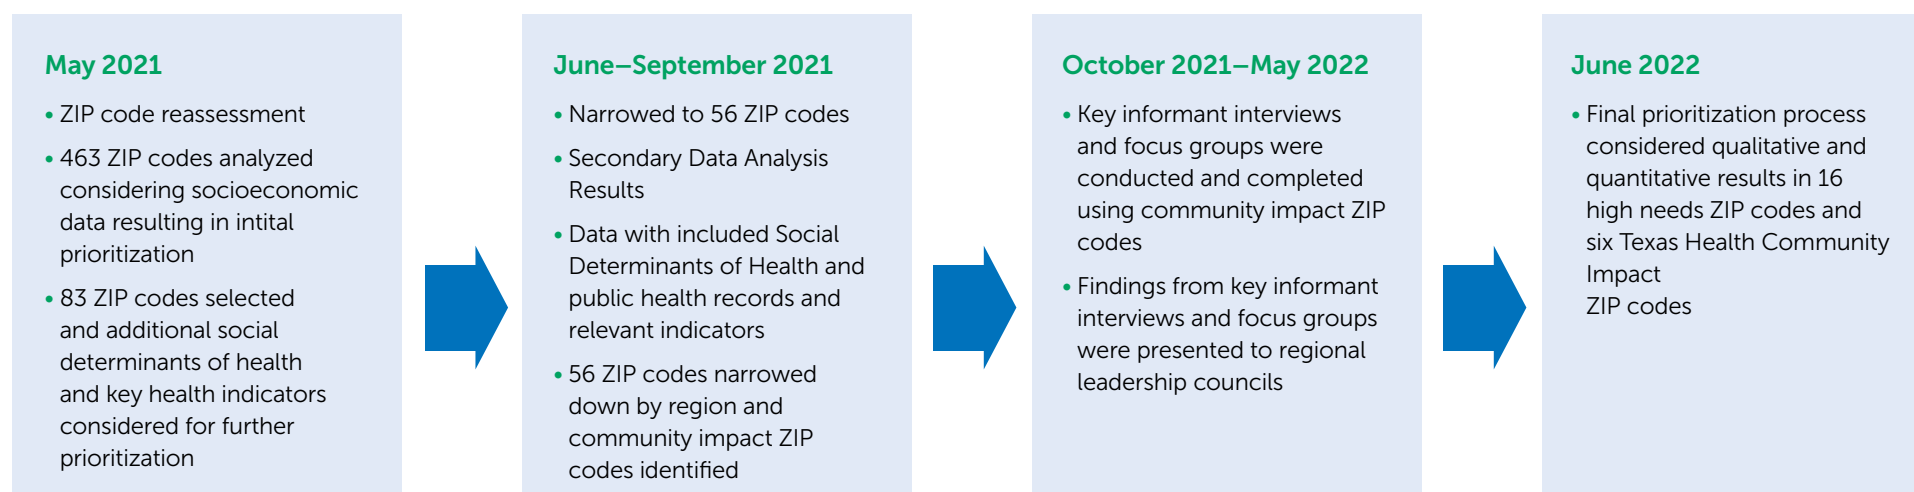 May 2021
• ZIP code reassessment
• 463 ZIP codes analyzed
considering socioeconomic
data resulting in intital
prioritization
• 83 ZIP codes selected
and additional social
determinants of health
and key health indicators
considered for further
prioritization
June–September 2021
• Narrowed to 56 ZIP codes
• Secondary Data Analysis
Results
• Data with included Social
Determinants of Health and
public health records and
relevant indicators
• 56 ZIP codes narrowed
down by region and
community impact ZIP
codes identified
October 2021–May 2022
• Key informant interviews
and focus groups were
conducted and completed
using community impact ZIP
codes
• Findings from key informant
interviews and focus groups
were presented to regional
leadership councils
June 2022
• Final prioritization process
considered qualitative and
quantitative results in 16
high needs ZIP codes and
six Texas Health Community
Impact
ZIP codes